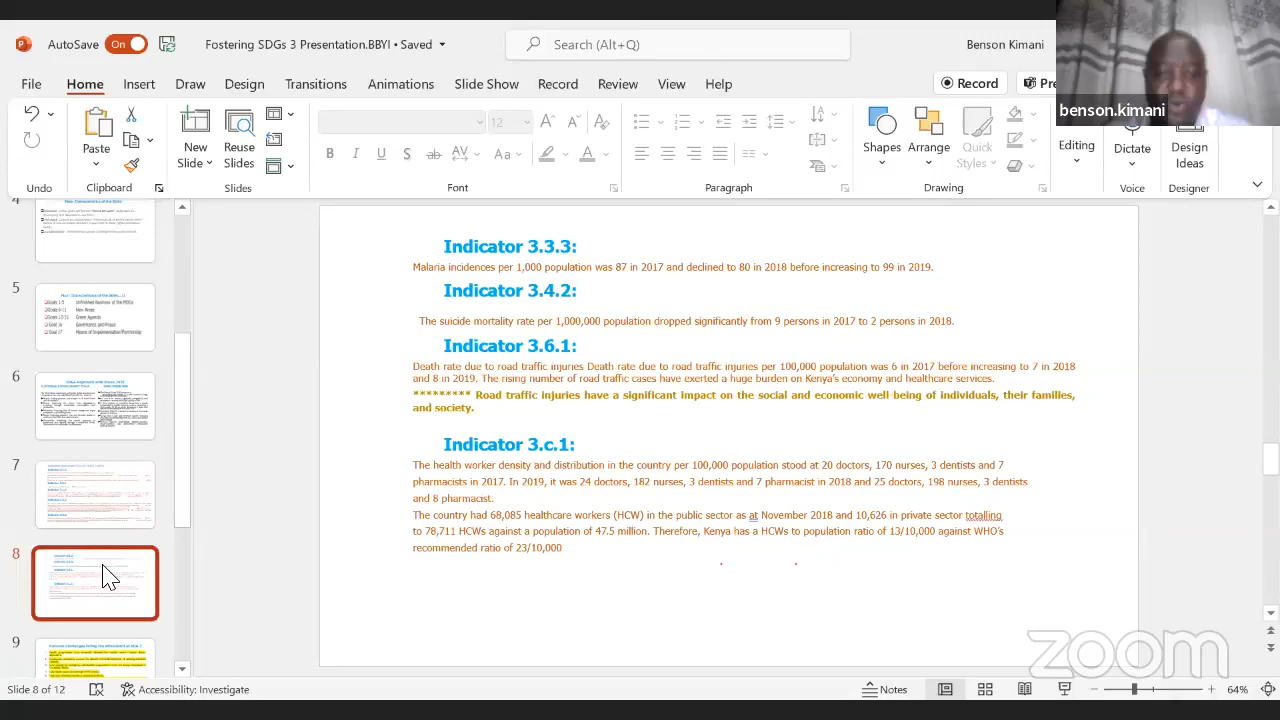 AutoSave On Fostering SDGs 3 Presentation.BBYI • Saved Search (Alt+Q) Benson Kimani
File Home Insert Draw Design Transitions Animations Slide Show Record Review View Help Record
benson.kimani
12
Paste New Slide Reuse Slides Shapes Arrange Quick Styles Editing Dictate Design Ideas
Undo Clipboard Slides Font Paragraph Drawing Voice Designer
4
5
6
7
8
9
Indicator 3.3.3:
Malaria incidences per 1,000 population was 87 in 2017 and declined to 80 in 2018 before increasing to 99 in 2019.
Indicator 3.4.2:
The suicide mortality rate per 1,000,000 population dropped significantly from 9 persons in 2017 to 2 persons in 2018.
Indicator 3.6.1:
Death rate due to road traffic injuries Death rate due to road traffic injuries per 100,000 population was 6 in 2017 before increasing to 7 in 2018
and 8 in 2019. The rising number of road traffic cases have exerted a huge burden on Kenya's economy and healthcare services.
********* Road traffic injuries have a significant impact on the social and economic well-being of individuals, their families,
and society.
Indicator 3.c.1:
The health worker density and distribution in the country per 100,000 population stood at 20 doctors, 170 nurses, 3 dentists and 7
pharmacists in 2017. In 2019, it was 24 doctors, 182 nurses, 3 dentists and pharmacist in 2018 and 25 doctors, 198 nurses, 3 dentists
and 8 pharmacist.
The country had 68,085 healthcare workers (HCW) in the public sector as at June 2018 and 10,626 in private sector totalling
to 78,711 HCWs against a population of 47.5 million. Therefore, Kenya has a HCWs to population ratio of 13/10,000 against WHO's
recommended ratio of 23/10,000
zoom
Slide 8 of 12 Accessibility: Investigate Notes 64%